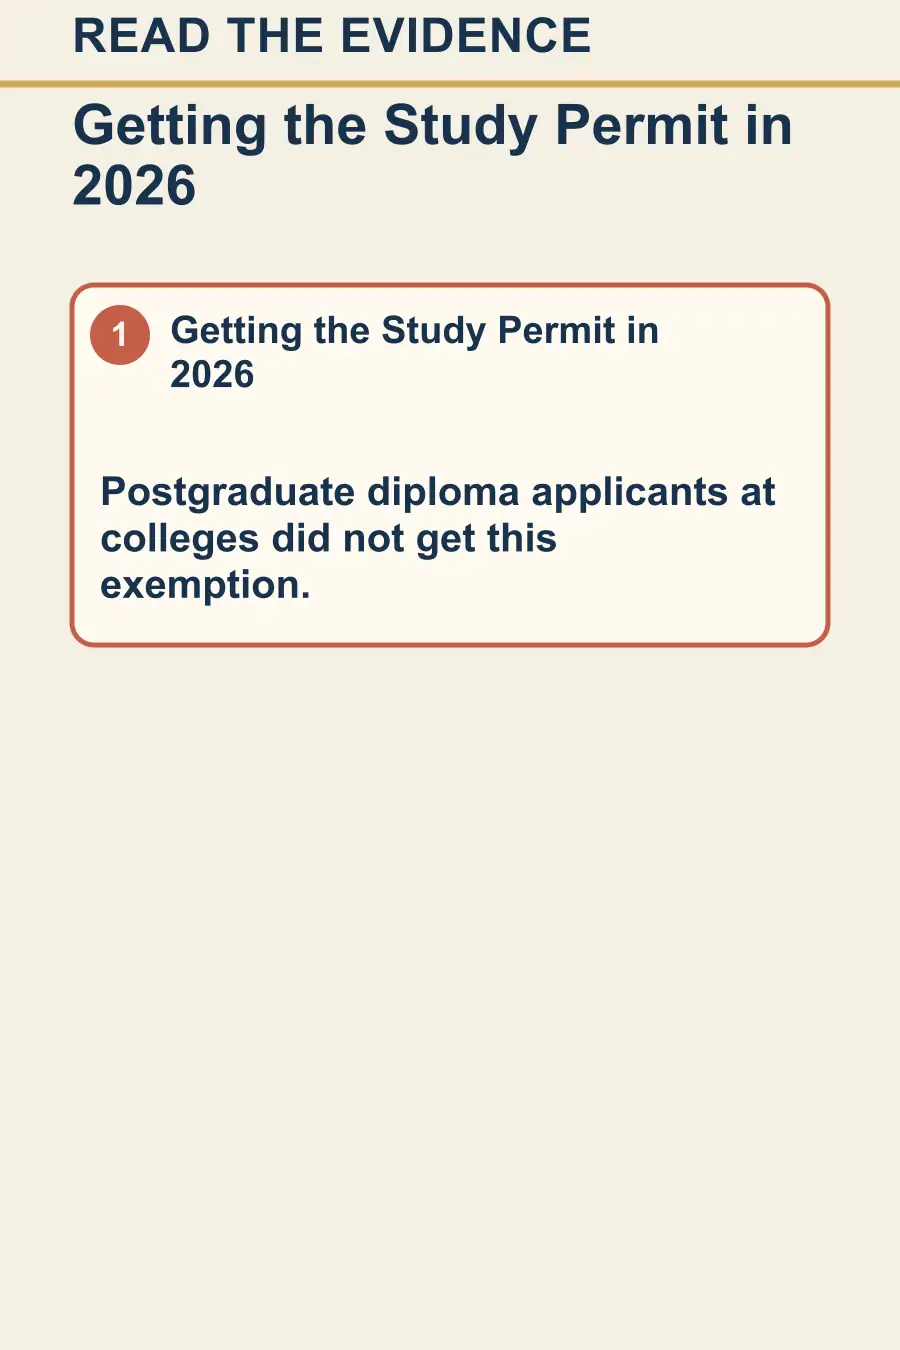 READ THE EVIDENCE
Getting the Study Permit in
2026
1
Getting the Study Permit in
2026
Postgraduate diploma applicants at
colleges did not get this
exemption.